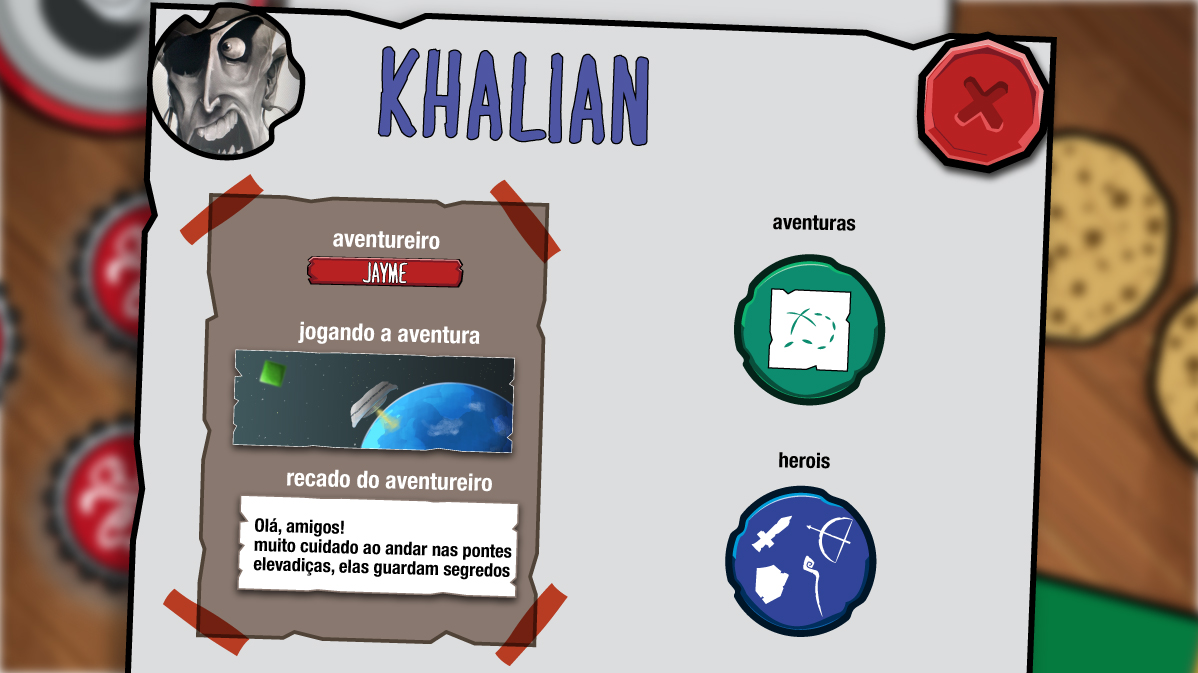 KHALIAN
aventureiro
JAYME
jogando a aventura
recado do aventureiro
Olá, amigos!
muito cuidado ao andar nas pontes
elevadiças, elas guardam segredos
aventuras
herois